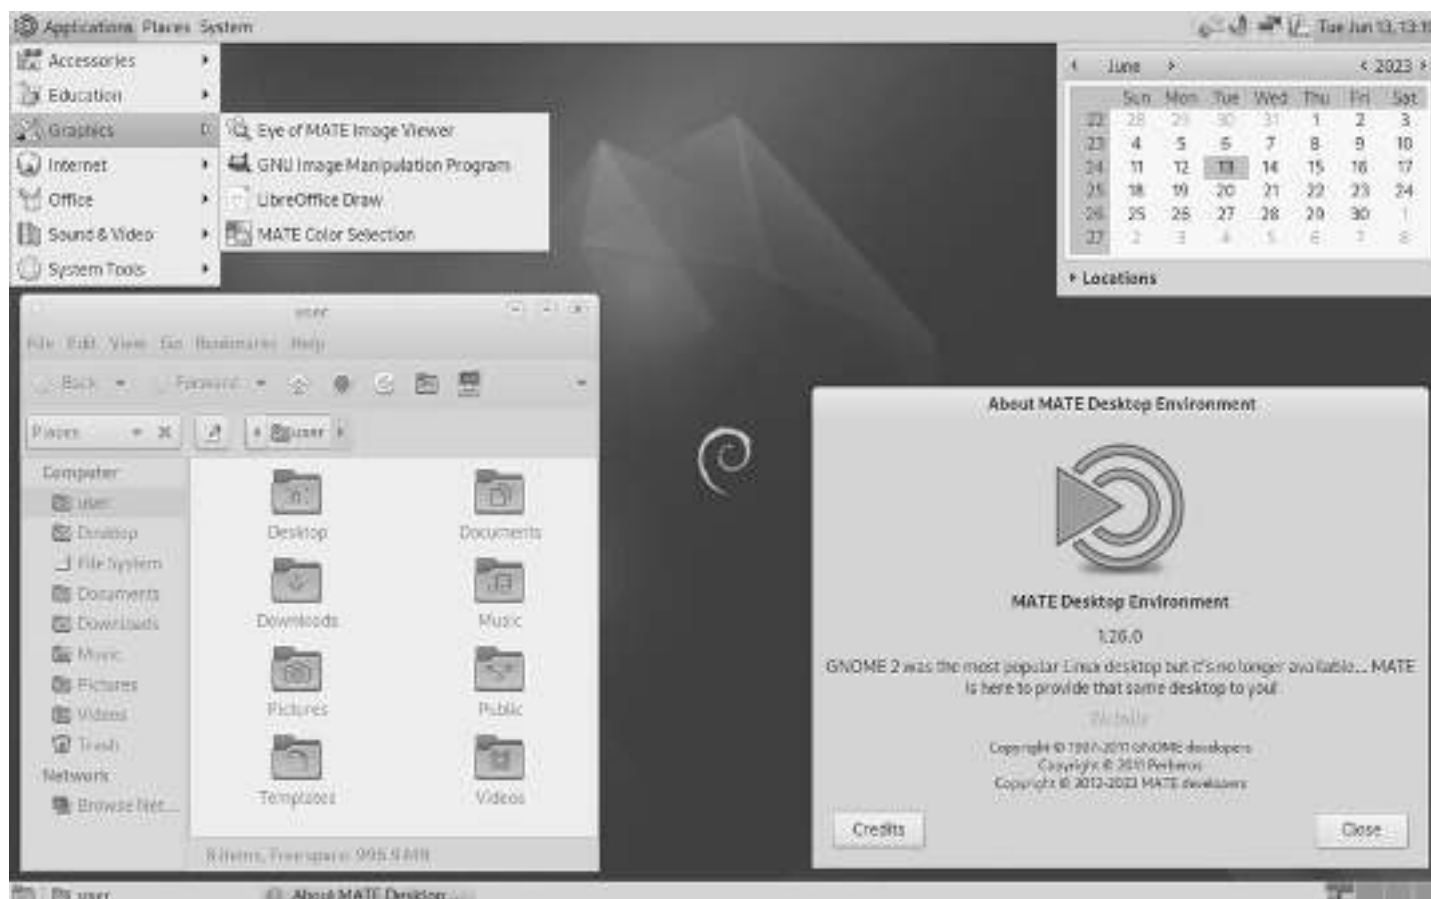 Applications Places System
Tue Jun 13, 13:1
Accessories
Education
Graphics
Internet
Office
Sound & Video
System Tools
Eye of MATE Image Viewer
GNU Image Manipulation Program
LibreOffice Draw
MATE Color Selection
June 2023
Sun Mon Tue Wed Thu Fri Sat
22 28 29 30 31 1 2 3
23 4 5 6 7 8 9 10
24 11 12 13 14 15 16 17
25 18 19 20 21 22 23 24
26 25 26 27 28 29 30 1
27 2 3 4 5 6 7 8
Locations
user
File Edit View Go Bookmarks Help
Back Forward
Places
user
Computer
user
Desktop
File System
Documents
Downloads
Music
Pictures
Videos
Trash
Network
Browse Net...
Desktop
Documents
Downloads
Music
Pictures
Public
Templates
Videos
8 items, Free space: 995.9 MB
About MATE Desktop Environment
MATE Desktop Environment
1.26.0
GNOME 2 was the most popular Linux desktop but it's no longer available... MATE
is here to provide that same desktop to you!
Website
Copyright © 1997-2011 GNOME developers
Copyright © 2011 Perberos
Copyright © 2012-2023 MATE developers
Credits
Close
user
About MATE Desktop ...